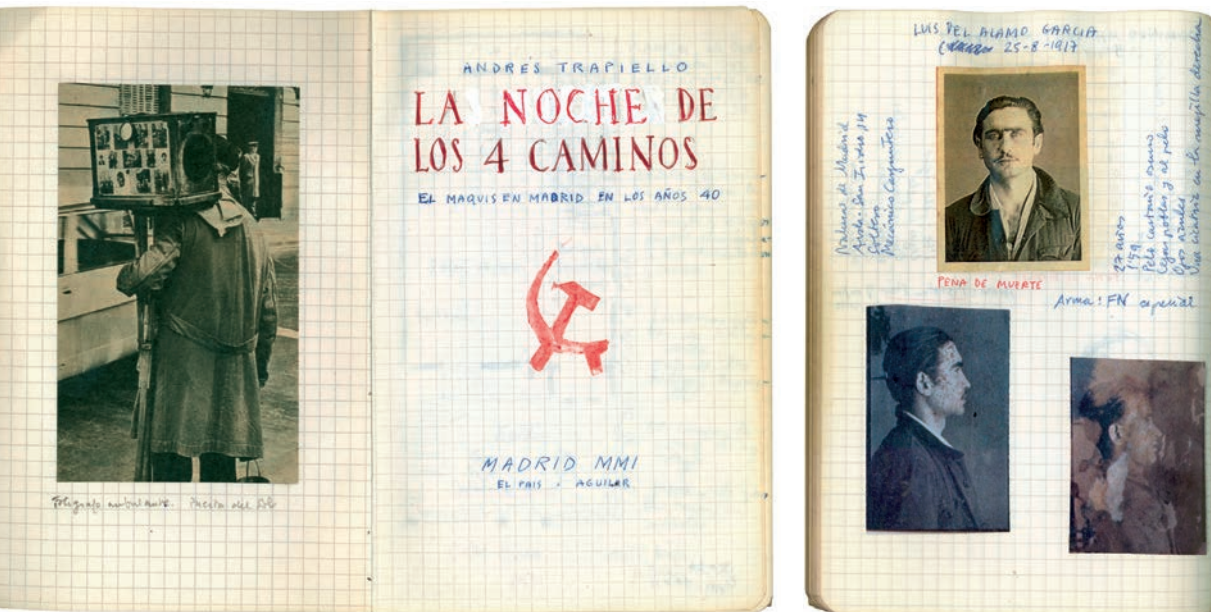 Fotógrafo ambulante. Puerta del Sol
ANDRES TRAPIELLO
LA NOCHE DE
LOS 4 CAMINOS
EL MAQUIS EN MADRID EN LOS AÑOS 40
MADRID MMI
EL PAIS . AGUILAR
LUIS DEL ALAMO GARCIA
25-8-1917
Natural de Madrid
Avda. San Isidro 14
Soltero
Mecánico Carpintero
PENA DE MUERTE
27 años
1'59
Pelo castaño oscuro
Cejas pobladas y al pelo
Ojos azules
Una cicatriz en la mejilla derecha
Arma: FN especial